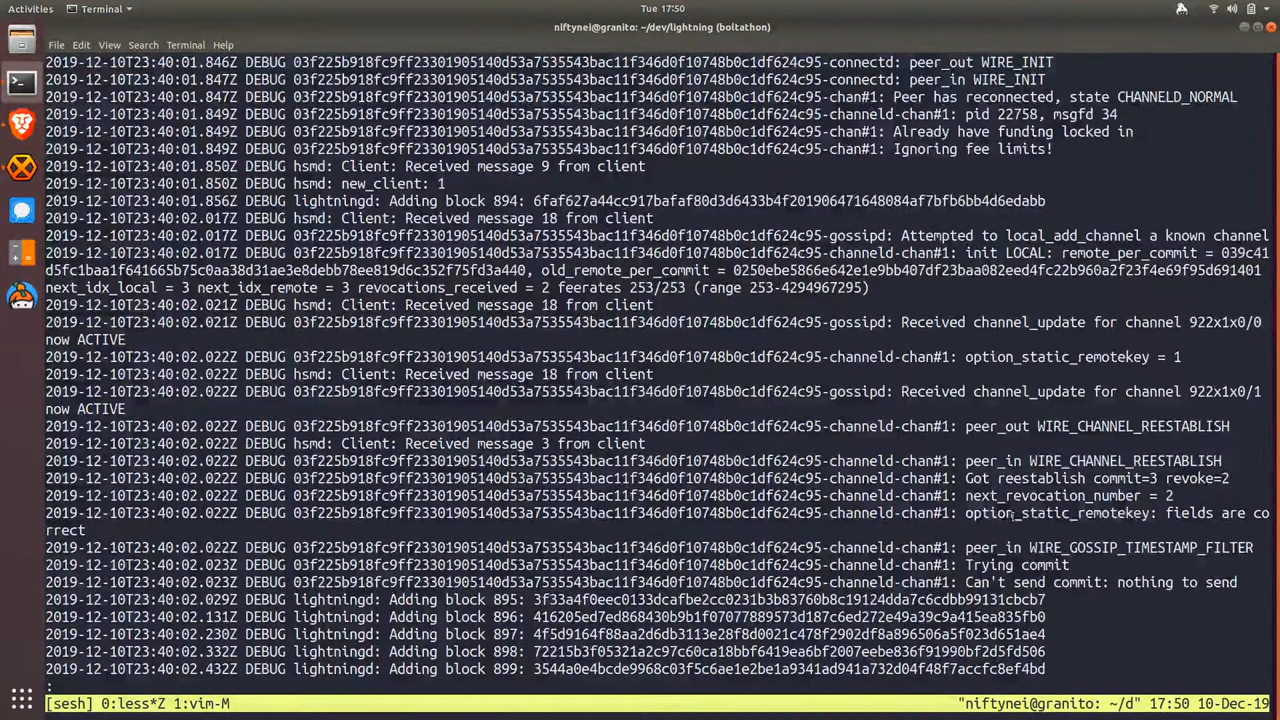 Activities Terminal Tue 17:50
niftynei@granito: ~/dev/lightning (boltathon)
File Edit View Search Terminal Help
2019-12-10T23:40:01.846Z DEBUG 03f225b918fc9ff23301905140d53a7535543bac11f346d0f10748b0c1df624c95-connectd: peer_out WIRE_INIT
2019-12-10T23:40:01.847Z DEBUG 03f225b918fc9ff23301905140d53a7535543bac11f346d0f10748b0c1df624c95-connectd: peer_in WIRE_INIT
2019-12-10T23:40:01.847Z DEBUG 03f225b918fc9ff23301905140d53a7535543bac11f346d0f10748b0c1df624c95-chan#1: Peer has reconnected, state CHANNELD_NORMAL
2019-12-10T23:40:01.849Z DEBUG 03f225b918fc9ff23301905140d53a7535543bac11f346d0f10748b0c1df624c95-channeld-chan#1: pid 22758, msgfd 34
2019-12-10T23:40:01.849Z DEBUG 03f225b918fc9ff23301905140d53a7535543bac11f346d0f10748b0c1df624c95-chan#1: Already have funding locked in
2019-12-10T23:40:01.849Z DEBUG 03f225b918fc9ff23301905140d53a7535543bac11f346d0f10748b0c1df624c95-chan#1: Ignoring fee limits!
2019-12-10T23:40:01.850Z DEBUG hsmd: Client: Received message 9 from client
2019-12-10T23:40:01.850Z DEBUG hsmd: new_client: 1
2019-12-10T23:40:01.856Z DEBUG lightningd: Adding block 894: 6faf627a44cc917bafaf80d3d6433b4f201906471648084af7bfb6bb4d6edabb
2019-12-10T23:40:02.017Z DEBUG hsmd: Client: Received message 18 from client
2019-12-10T23:40:02.017Z DEBUG 03f225b918fc9ff23301905140d53a7535543bac11f346d0f10748b0c1df624c95-gossipd: Attempted to local_add_channel a known channel
2019-12-10T23:40:02.017Z DEBUG 03f225b918fc9ff23301905140d53a7535543bac11f346d0f10748b0c1df624c95-channeld-chan#1: init LOCAL: remote_per_commit = 039c41
d5fc1baa1f641665b75c0aa38d31ae3e8debb78ee819d6c352f75fd3a440, old_remote_per_commit = 0250ebe5866e642e1e9bb407df23baa082eed4fc22b960a2f23f4e69f95d691401
next_idx_local = 3 next_idx_remote = 3 revocations_received = 2 feerates 253/253 (range 253-4294967295)
2019-12-10T23:40:02.021Z DEBUG hsmd: Client: Received message 18 from client
2019-12-10T23:40:02.021Z DEBUG 03f225b918fc9ff23301905140d53a7535543bac11f346d0f10748b0c1df624c95-gossipd: Received channel_update for channel 922x1x0/0
now ACTIVE
2019-12-10T23:40:02.022Z DEBUG 03f225b918fc9ff23301905140d53a7535543bac11f346d0f10748b0c1df624c95-channeld-chan#1: option_static_remotekey = 1
2019-12-10T23:40:02.022Z DEBUG hsmd: Client: Received message 18 from client
2019-12-10T23:40:02.022Z DEBUG 03f225b918fc9ff23301905140d53a7535543bac11f346d0f10748b0c1df624c95-gossipd: Received channel_update for channel 922x1x0/1
now ACTIVE
2019-12-10T23:40:02.022Z DEBUG 03f225b918fc9ff23301905140d53a7535543bac11f346d0f10748b0c1df624c95-channeld-chan#1: peer_out WIRE_CHANNEL_REESTABLISH
2019-12-10T23:40:02.022Z DEBUG hsmd: Client: Received message 3 from client
2019-12-10T23:40:02.022Z DEBUG 03f225b918fc9ff23301905140d53a7535543bac11f346d0f10748b0c1df624c95-channeld-chan#1: peer_in WIRE_CHANNEL_REESTABLISH
2019-12-10T23:40:02.022Z DEBUG 03f225b918fc9ff23301905140d53a7535543bac11f346d0f10748b0c1df624c95-channeld-chan#1: Got reestablish commit=3 revoke=2
2019-12-10T23:40:02.022Z DEBUG 03f225b918fc9ff23301905140d53a7535543bac11f346d0f10748b0c1df624c95-channeld-chan#1: next_revocation_number = 2
2019-12-10T23:40:02.022Z DEBUG 03f225b918fc9ff23301905140d53a7535543bac11f346d0f10748b0c1df624c95-channeld-chan#1: option_static_remotekey: fields are co
rrect
2019-12-10T23:40:02.022Z DEBUG 03f225b918fc9ff23301905140d53a7535543bac11f346d0f10748b0c1df624c95-channeld-chan#1: peer_in WIRE_GOSSIP_TIMESTAMP_FILTER
2019-12-10T23:40:02.023Z DEBUG 03f225b918fc9ff23301905140d53a7535543bac11f346d0f10748b0c1df624c95-channeld-chan#1: Trying commit
2019-12-10T23:40:02.023Z DEBUG 03f225b918fc9ff23301905140d53a7535543bac11f346d0f10748b0c1df624c95-channeld-chan#1: Can't send commit: nothing to send
2019-12-10T23:40:02.029Z DEBUG lightningd: Adding block 895: 3f33a4f0eec0133dcafbe2cc0231b3b83760b8c19124dda7c6cdbb99131cbcb7
2019-12-10T23:40:02.131Z DEBUG lightningd: Adding block 896: 416205ed7ed868430b9b1f07077889573d187c6ed272e49a39c9a415ea835fb0
2019-12-10T23:40:02.230Z DEBUG lightningd: Adding block 897: 4f5d9164f88aa2d6db3113e28f8d0021c478f2902df8a896506a5f023d651ae4
2019-12-10T23:40:02.332Z DEBUG lightningd: Adding block 898: 72215b3f05321a2c97c60ca18bbf6419ea6bf2007eebe836f91990bf2d5fd506
2019-12-10T23:40:02.432Z DEBUG lightningd: Adding block 899: 3544a0e4bcde9968c03f5c6ae1e2be1a9341ad941a732d04f48f7accfc8ef4bd
:
[sesh] 0:less*Z 1:vim-M "niftynei@granito: ~/d" 17:50 10-Dec-19